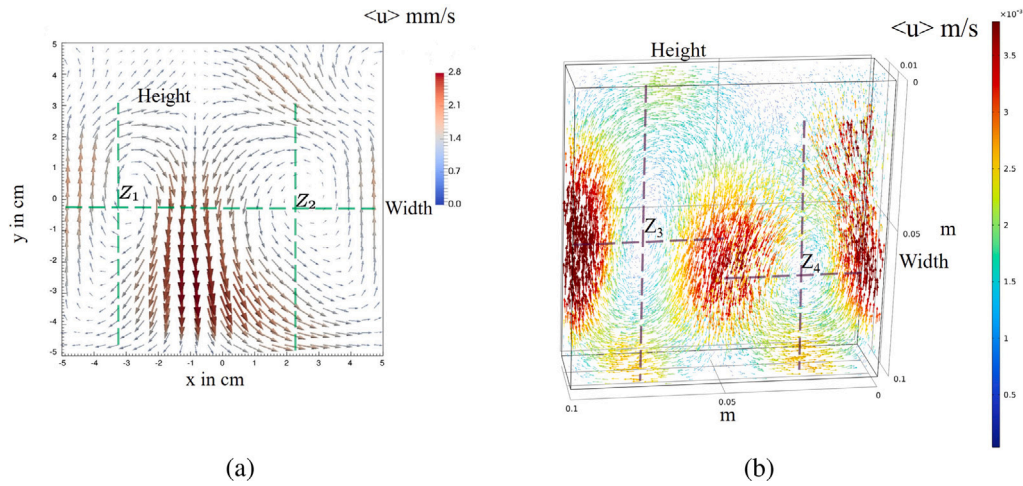 <u> mm/s
5
4
3
2
1
0
-1
-2
-3
-4
-5
y in cm
-5 -4 -3 -2 -1 0 1 2 3 4 5
x in cm
Height
Z1
Z2
Width
2.8
2.1
1.4
0.7
0.0
(a)
<u> m/s
Height
0.01
0
Z3
Z4
0.05
m
Width
0.1
0.1 0.05 0
m
×10⁻³
3.5
3
2.5
2
1.5
1
0.5
(b)